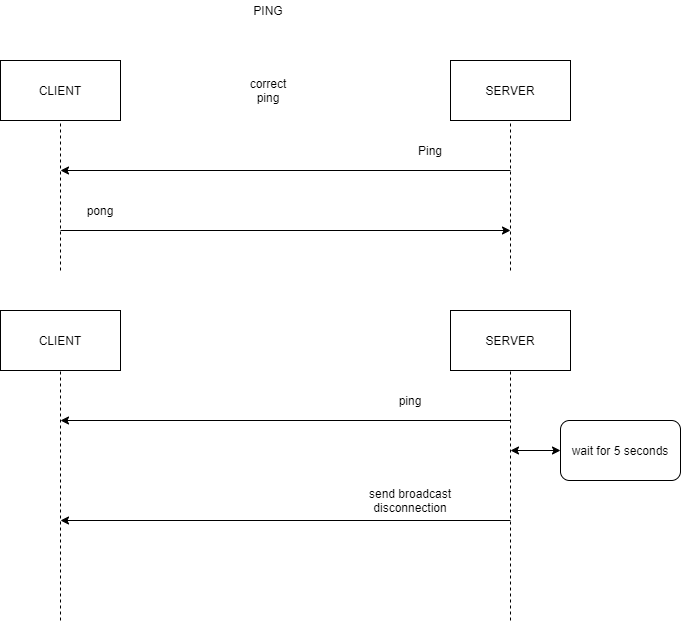 PING
CLIENT
correct
ping
SERVER
Ping
pong
CLIENT
SERVER
ping
wait for 5 seconds
send broadcast
disconnection